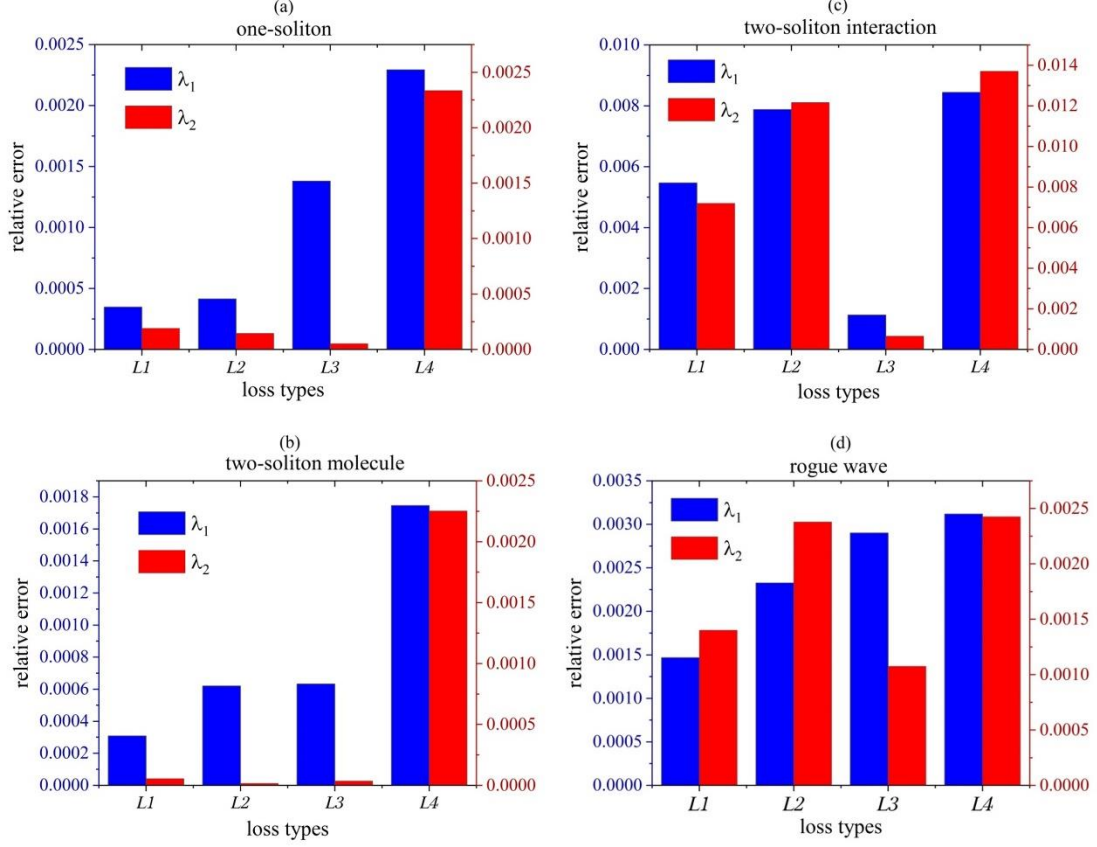 (a)
one-soliton
0.0025
0.0020
0.0015
0.0010
0.0005
0.0000
relative error
λ1
λ2
0.0025
0.0020
0.0015
0.0010
0.0005
0.0000
L1 L2 L3 L4
loss types
(c)
two-soliton interaction
0.010
0.008
0.006
0.004
0.002
0.000
relative error
λ1
λ2
0.014
0.012
0.010
0.008
0.006
0.004
0.002
0.000
L1 L2 L3 L4
loss types
(b)
two-soliton molecule
0.0018
0.0016
0.0014
0.0012
0.0010
0.0008
0.0006
0.0004
0.0002
0.0000
relative error
λ1
λ2
0.0025
0.0020
0.0015
0.0010
0.0005
0.0000
L1 L2 L3 L4
loss types
(d)
rogue wave
0.0035
0.0030
0.0025
0.0020
0.0015
0.0010
0.0005
0.0000
relative error
λ1
λ2
0.0025
0.0020
0.0015
0.0010
0.0005
0.0000
L1 L2 L3 L4
loss types